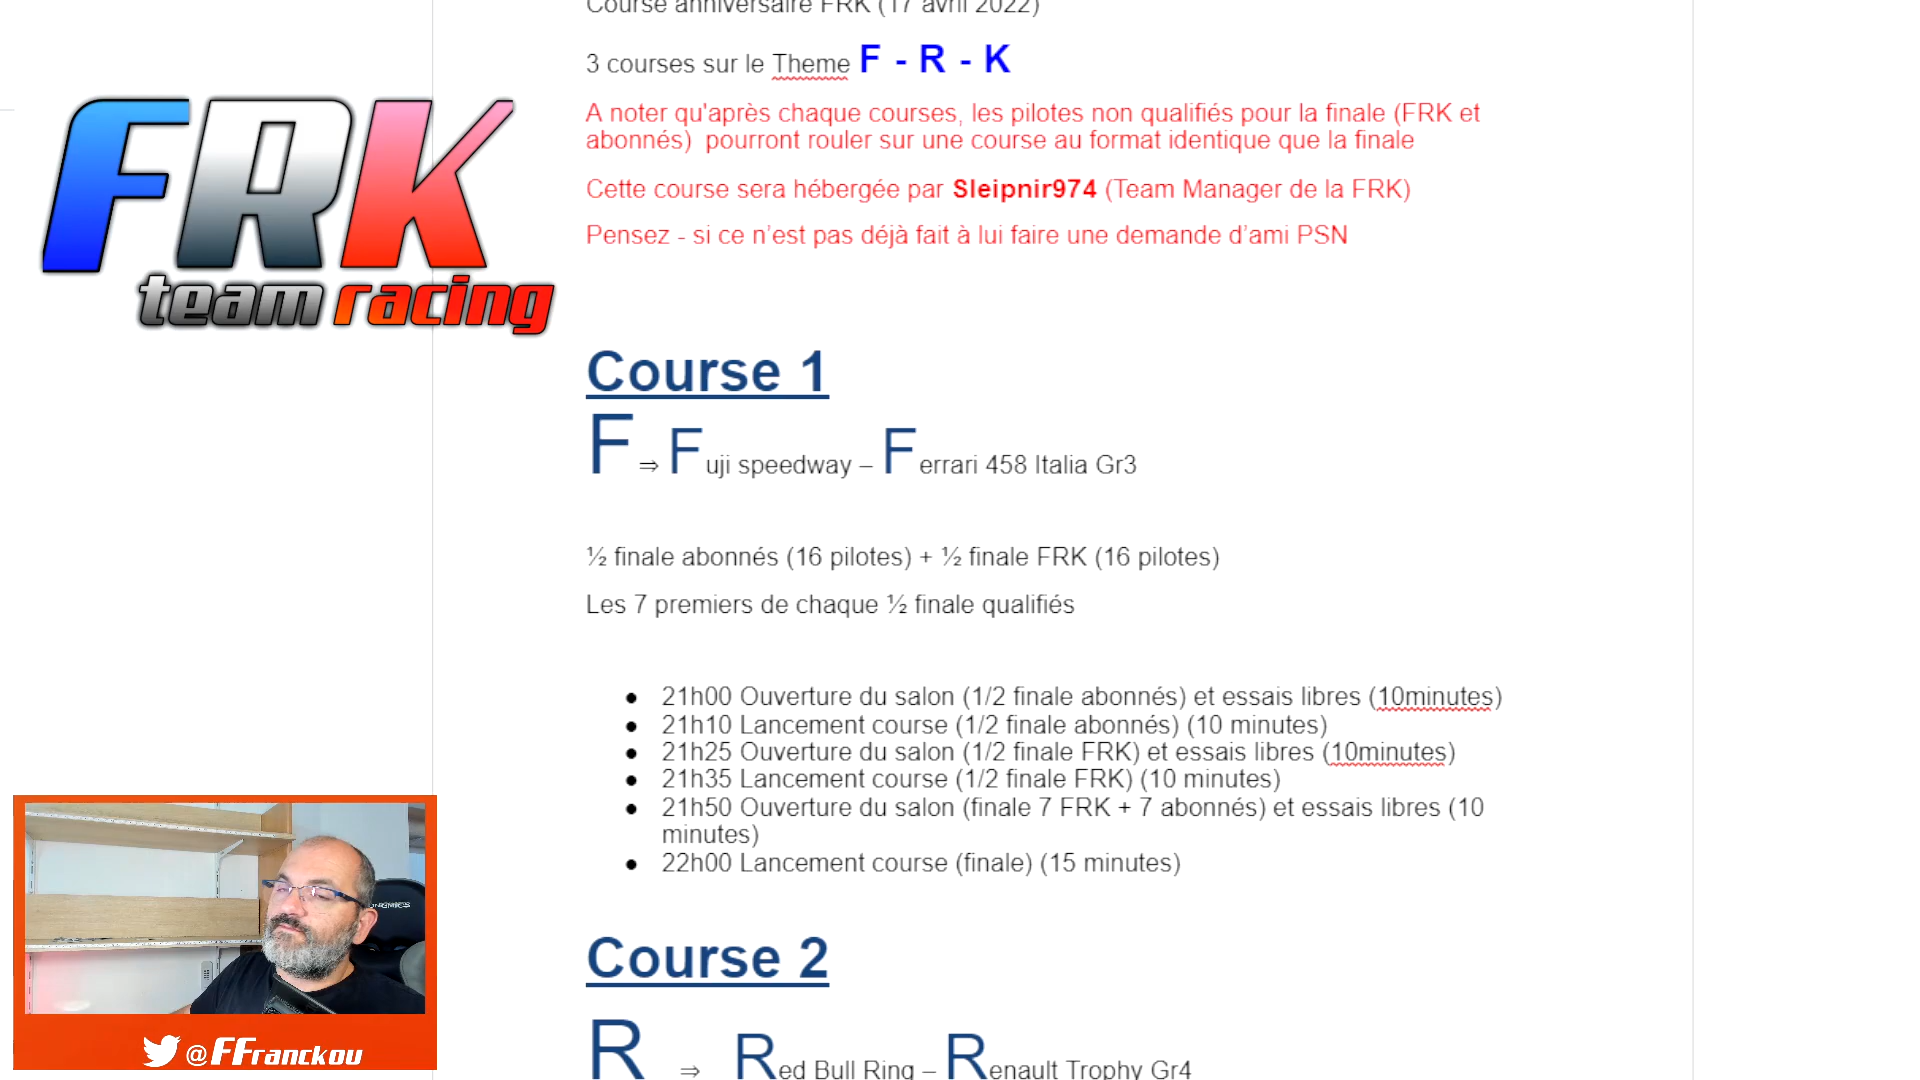 Course anniversaire FRK (17 avril 2022)
3 courses sur le Theme F - R - K
A noter qu'après chaque courses, les pilotes non qualifiés pour la finale (FRK et
abonnés)  pourront rouler sur une course au format identique que la finale
Cette course sera hébergée par Sleipnir974 (Team Manager de la FRK)
Pensez - si ce n’est pas déjà fait à lui faire une demande d’ami PSN
FRK
team racing
Course 1
F ⇒ Fuji speedway – Ferrari 458 Italia Gr3
½ finale abonnés (16 pilotes) + ½ finale FRK (16 pilotes)
Les 7 premiers de chaque ½ finale qualifiés
● 21h00 Ouverture du salon (1/2 finale abonnés) et essais libres (10minutes)
● 21h10 Lancement course (1/2 finale abonnés) (10 minutes)
● 21h25 Ouverture du salon (1/2 finale FRK) et essais libres (10minutes)
● 21h35 Lancement course (1/2 finale FRK) (10 minutes)
● 21h50 Ouverture du salon (finale 7 FRK + 7 abonnés) et essais libres (10
minutes)
● 22h00 Lancement course (finale) (15 minutes)
Course 2
R ⇒ Red Bull Ring – Renault Trophy Gr4
@FFranckou